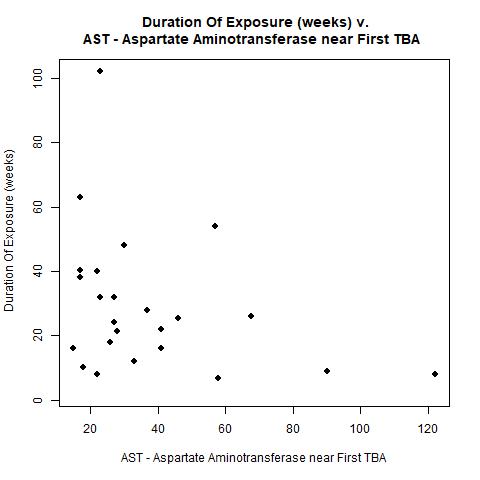 Duration Of Exposure (weeks) v.
AST - Aspartate Aminotransferase near First TBA
Duration Of Exposure (weeks)
100
80
60
40
20
0
20 40 60 80 100 120
AST - Aspartate Aminotransferase near First TBA